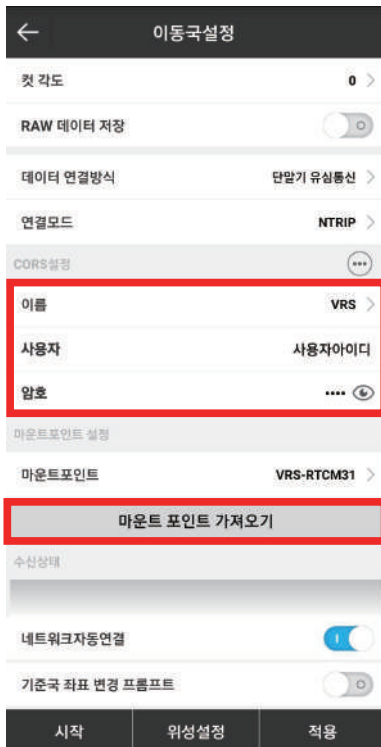 이동국설정
컷 각도 0
RAW 데이터 저장
데이터 연결방식 단말기 유심통신
연결모드 NTRIP
CORS설정
이름 VRS
사용자 사용자아이디
암호 ••••
마운트포인트 설정
마운트포인트 VRS-RTCM31
마운트 포인트 가져오기
수신상태
네트워크자동연결
기준국 좌표 변경 프롬프트
시작 위성설정 적용